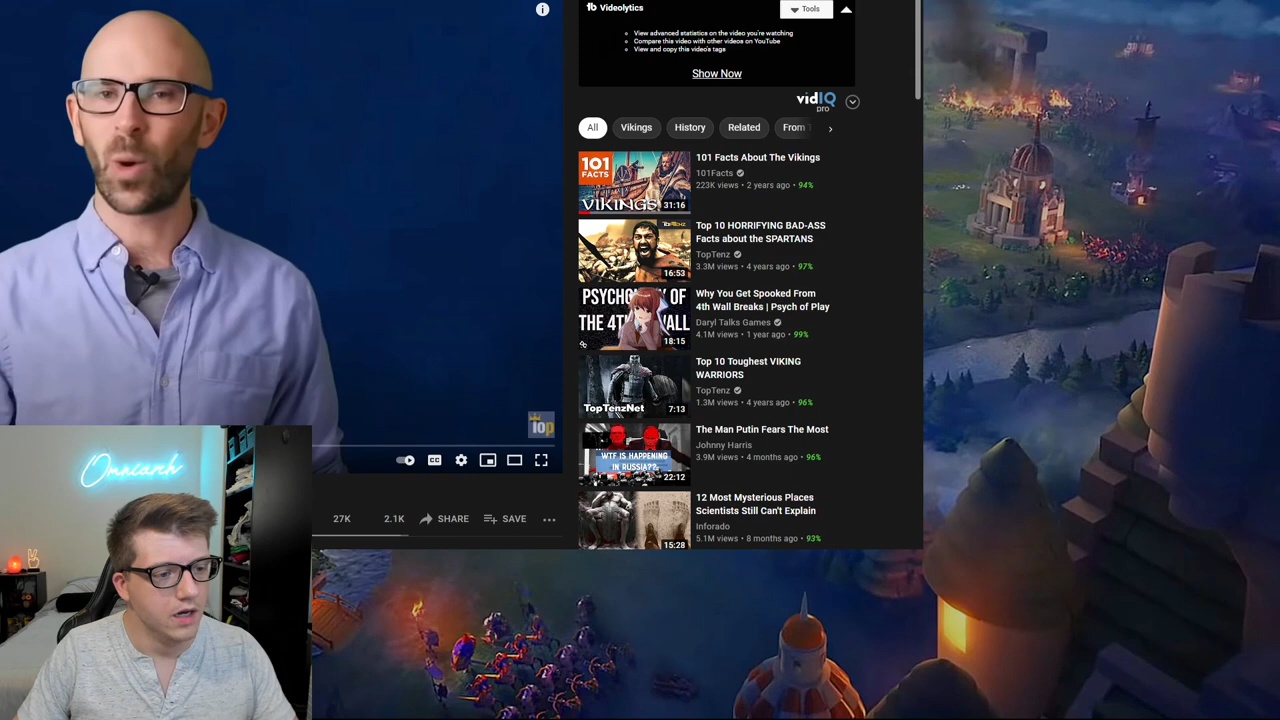 Videolytics
Tools
View advanced statistics on the video you're watching
Compare this video with other videos on YouTube
View and copy this video's tags
Show Now
vidIQ
pro
All
Vikings
History
Related
From
101
FACTS
VIKINGS
31:16
101 Facts About The Vikings
101Facts
223K views • 2 years ago • 94%
TOPTENZ
16:53
Top 10 HORRIFYING BAD-ASS
Facts about the SPARTANS
TopTenz
3.3M views • 4 years ago • 97%
PSYCHO Y OF
THE 4T WALL
18:15
Why You Get Spooked From
4th Wall Breaks | Psych of Play
Daryl Talks Games
4.1M views • 1 year ago • 99%
TopTenzNet
7:13
Top 10 Toughest VIKING
WARRIORS
TopTenz
1.3M views • 4 years ago • 96%
WTF IS HAPPENING
IN RUSSIA??
22:12
The Man Putin Fears The Most
Johnny Harris
3.9M views • 4 months ago • 96%
15:28
12 Most Mysterious Places
Scientists Still Can't Explain
Inforado
5.1M views • 8 months ago • 93%
Top
27K
2.1K
SHARE
SAVE
Omniarch